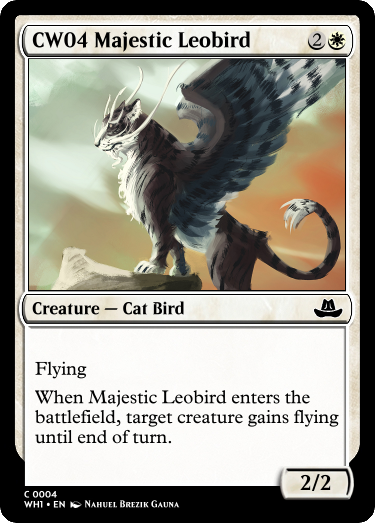 CW04 Majestic Leobird 2
Creature — Cat Bird
Flying
When Majestic Leobird enters the
battlefield, target creature gains flying
until end of turn.
2/2
C 0004
WH1 • EN Nahuel Brezik Gauna